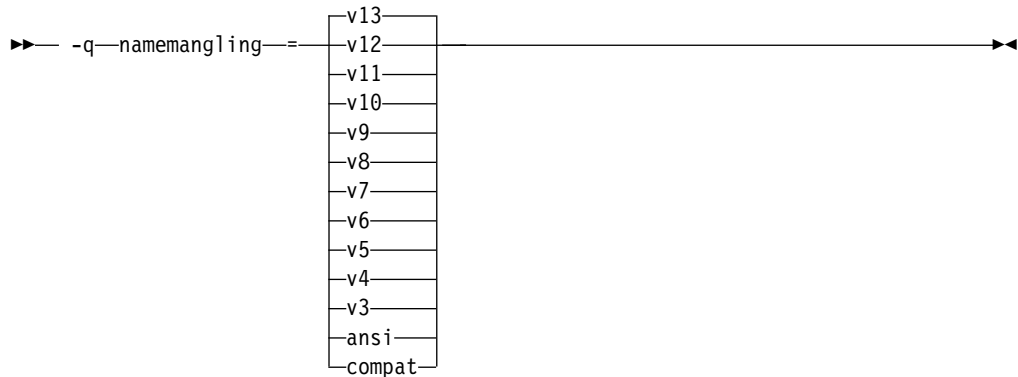 v13
-q namemangling = v12
v11
v10
v9
v8
v7
v6
v5
v4
v3
ansi
compat